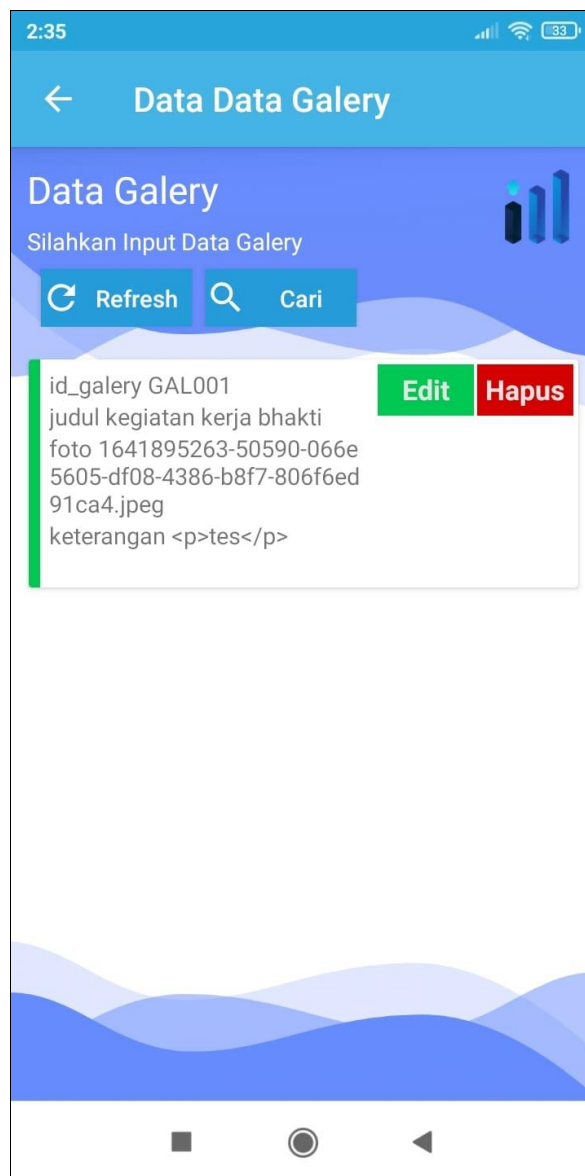 2:35
33
Data Data Galery
Data Galery
Silahkan Input Data Galery
Refresh
Cari
id_galery GAL001
judul kegiatan kerja bhakti
foto 1641895263-50590-066e
5605-df08-4386-b8f7-806f6ed
91ca4.jpeg
keterangan <p>tes</p>
Edit
Hapus